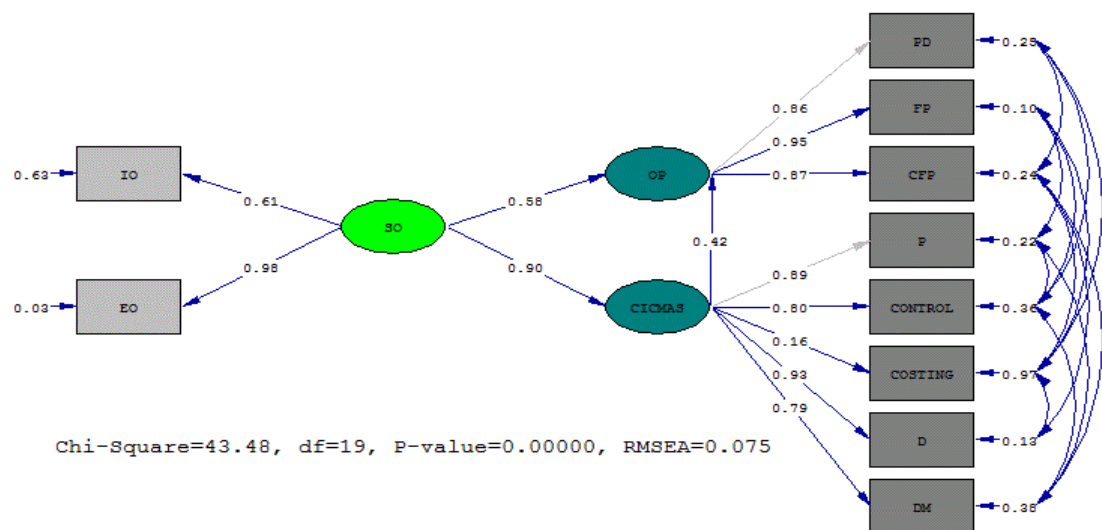 PD
0.29
0.86
FP
0.10
0.95
0.63
IO
OP
0.87
CFP
0.24
0.61
0.58
SO
0.42
P
0.22
0.98
0.90
0.89
0.03
EO
CICMAS
0.80
CONTROL
0.36
0.16
COSTING
0.97
0.93
0.79
Chi-Square=43.48, df=19, P-value=0.00000, RMSEA=0.075
D
0.13
DM
0.38